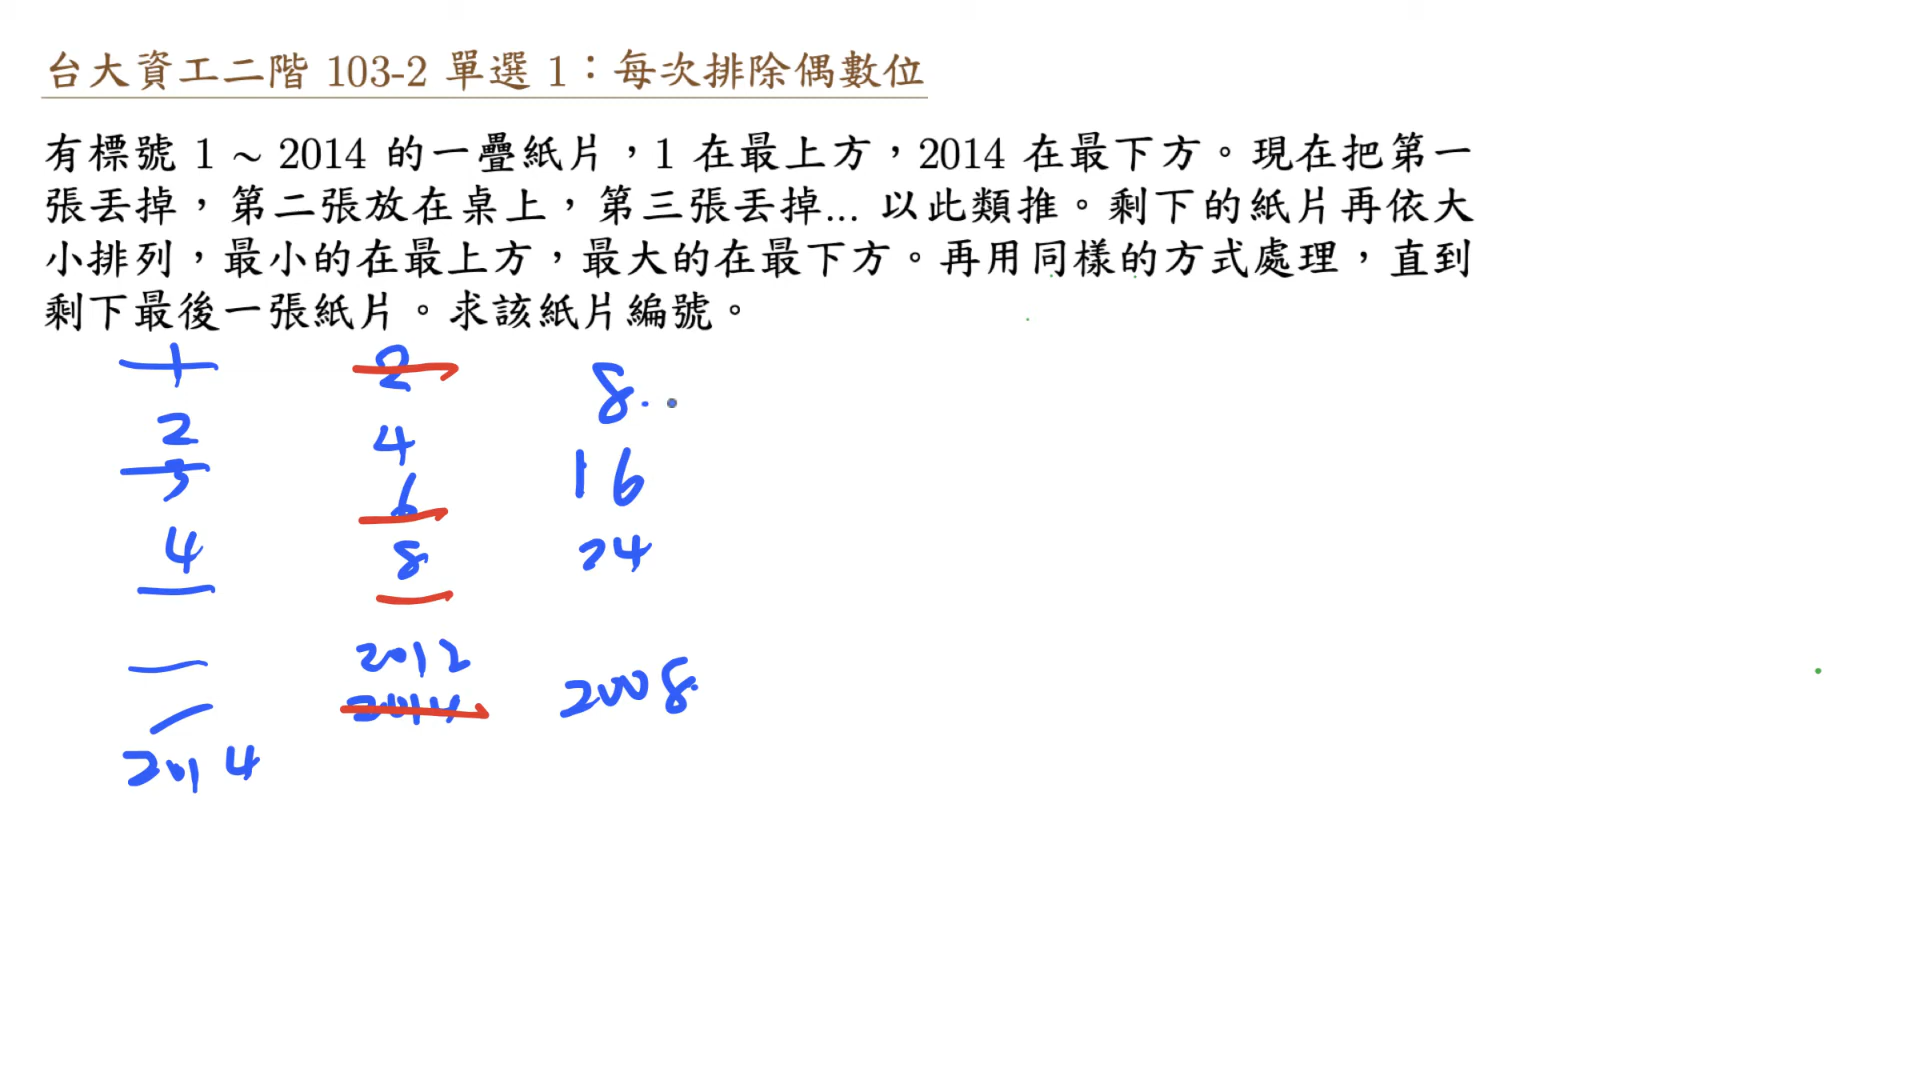 台大資工二階 103-2 單選 1：每次排除偶數位
有標號 1 ~ 2014 的一疊紙片，1 在最上方，2014 在最下方。現在把第一
張丟掉，第二張放在桌上，第三張丟掉... 以此類推。剩下的紙片再依大
小排列，最小的在最上方，最大的在最下方。再用同樣的方式處理，直到
剩下最後一張紙片。求該紙片編號。
1 2 8
2 4 16
3 6 24
4 8
2012 2008
2014
2014